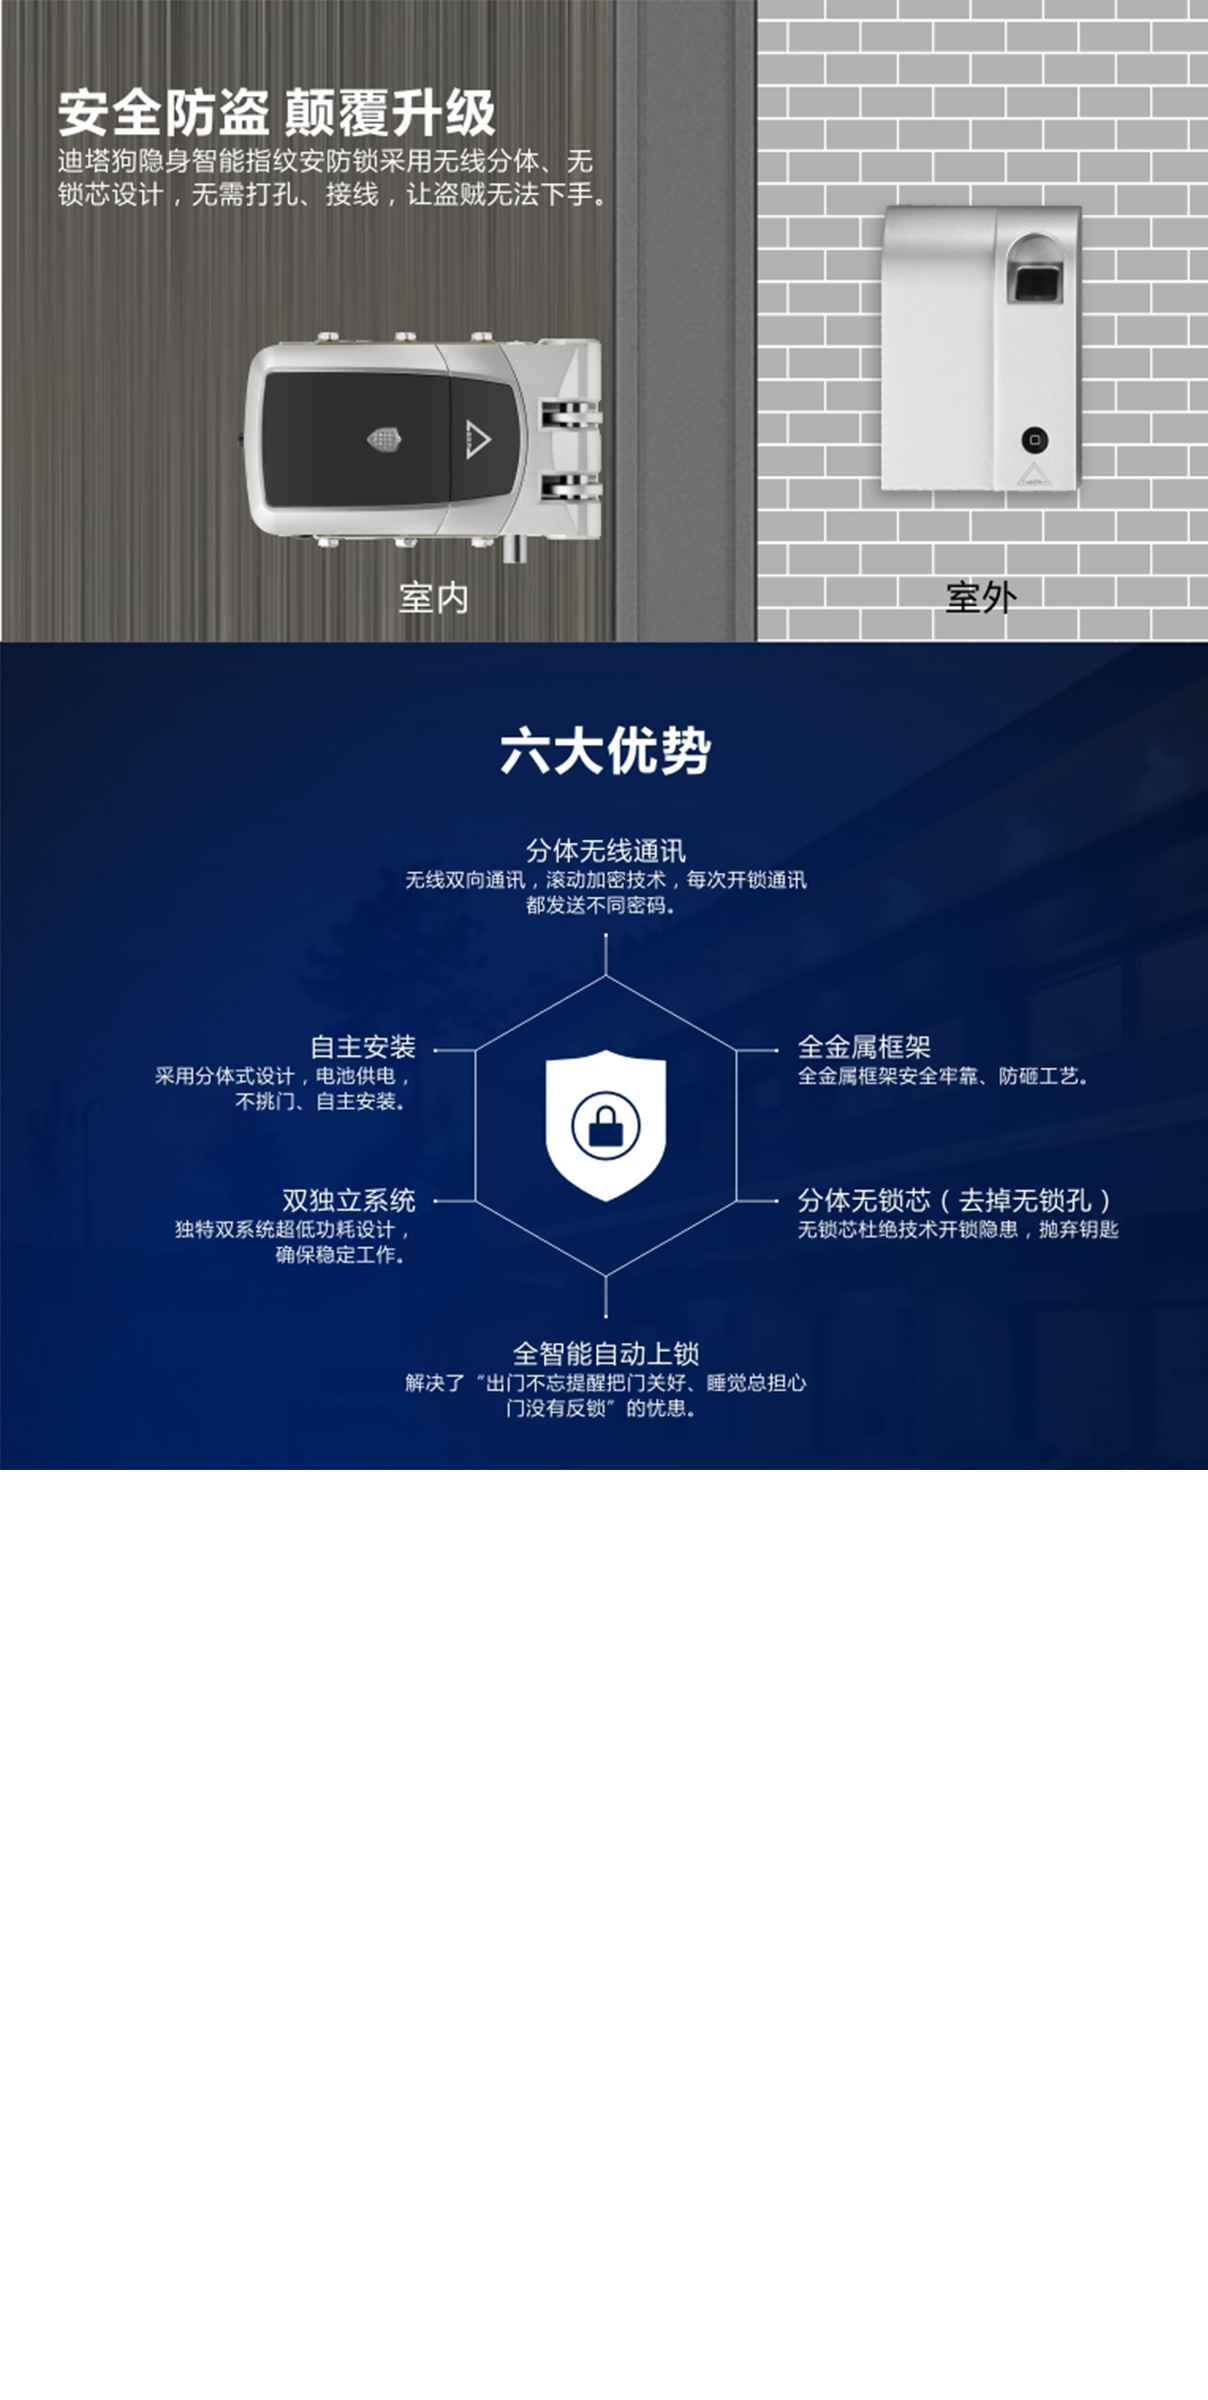 安全防盗 颠覆升级
迪塔狗隐身智能指纹安防锁采用无线分体、无
锁芯设计，无需打孔、接线，让盗贼无法下手。
室内
室外
六大优势
分体无线通讯
无线双向通讯，滚动加密技术，每次开锁通讯
都发送不同密码。
自主安装
采用分体式设计，电池供电，
不挑门、自主安装。
全金属框架
全金属框架安全牢靠、防砸工艺。
双独立系统
独特双系统超低功耗设计，
确保稳定工作。
分体无锁芯（去掉无锁孔）
无锁芯杜绝技术开锁隐患，抛弃钥匙
全智能自动上锁
解决了“出门不忘提醒把门关好、睡觉总担心
门没有反锁”的忧患。